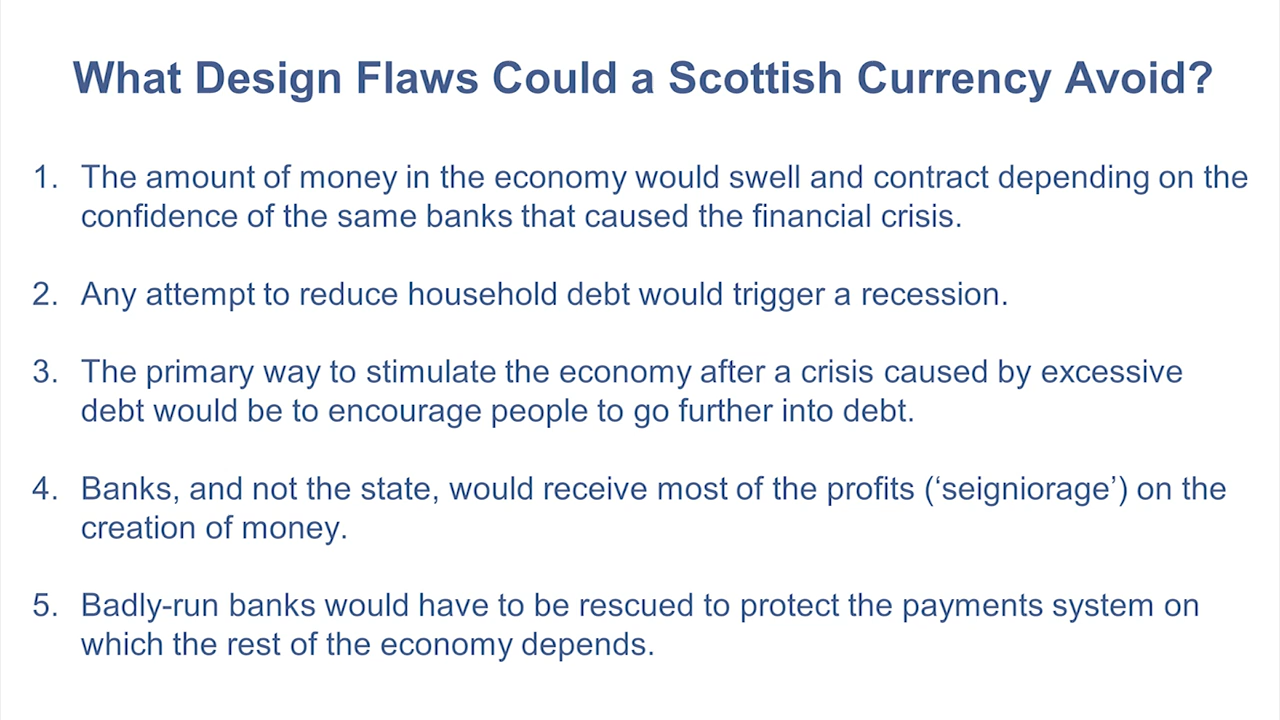 What Design Flaws Could a Scottish Currency Avoid?
1. The amount of money in the economy would swell and contract depending on the
confidence of the same banks that caused the financial crisis.
2. Any attempt to reduce household debt would trigger a recession.
3. The primary way to stimulate the economy after a crisis caused by excessive
debt would be to encourage people to go further into debt.
4. Banks, and not the state, would receive most of the profits (‘seigniorage’) on the
creation of money.
5. Badly-run banks would have to be rescued to protect the payments system on
which the rest of the economy depends.